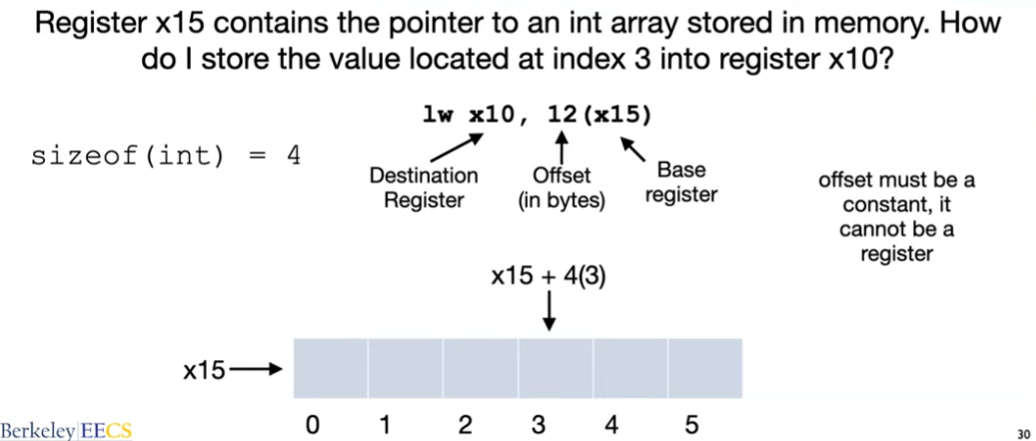 Register x15 contains the pointer to an int array stored in memory. How
do I store the value located at index 3 into register x10?
lw x10, 12(x15)
sizeof(int) = 4
Destination
Register
Offset
(in bytes)
Base
register
offset must be a
constant, it
cannot be a
register
x15 + 4(3)
x15
0 1 2 3 4 5
Berkeley EECS
30